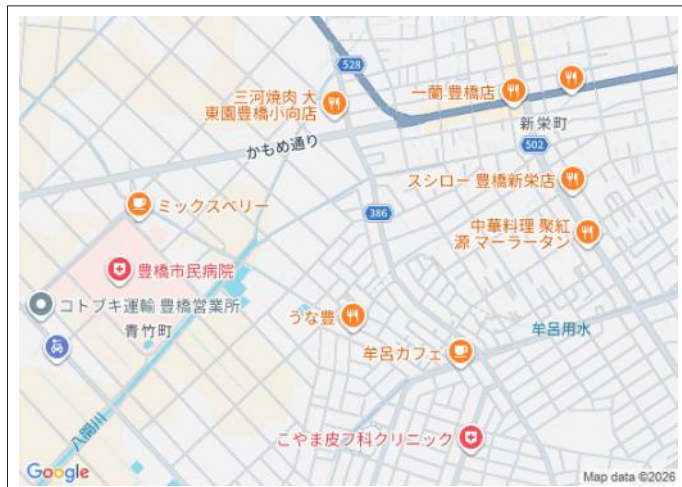 528
三河焼肉 大
東園豊橋小向店
一蘭 豊橋店
新栄町
かもめ通り
502
スシロー 豊橋新栄店
ミックスベリー
386
中華料理 聚紅
源 マーラータン
豊橋市民病院
コトブキ運輸 豊橋営業所
青竹町
うな豊
牟呂用水
牟呂カフェ
八間川
こやま皮フ科クリニック
Google
Map data ©2026